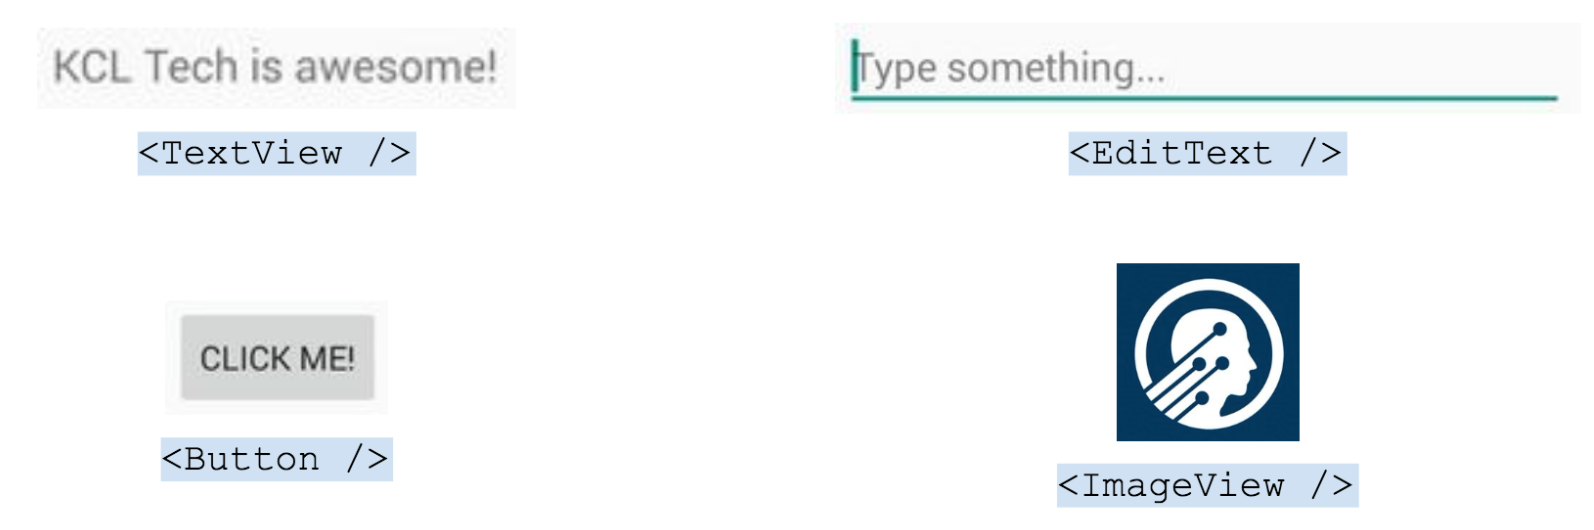 KCL Tech is awesome!
Type something...
<TextView />
<EditText />
CLICK ME!
<Button />
<ImageView />